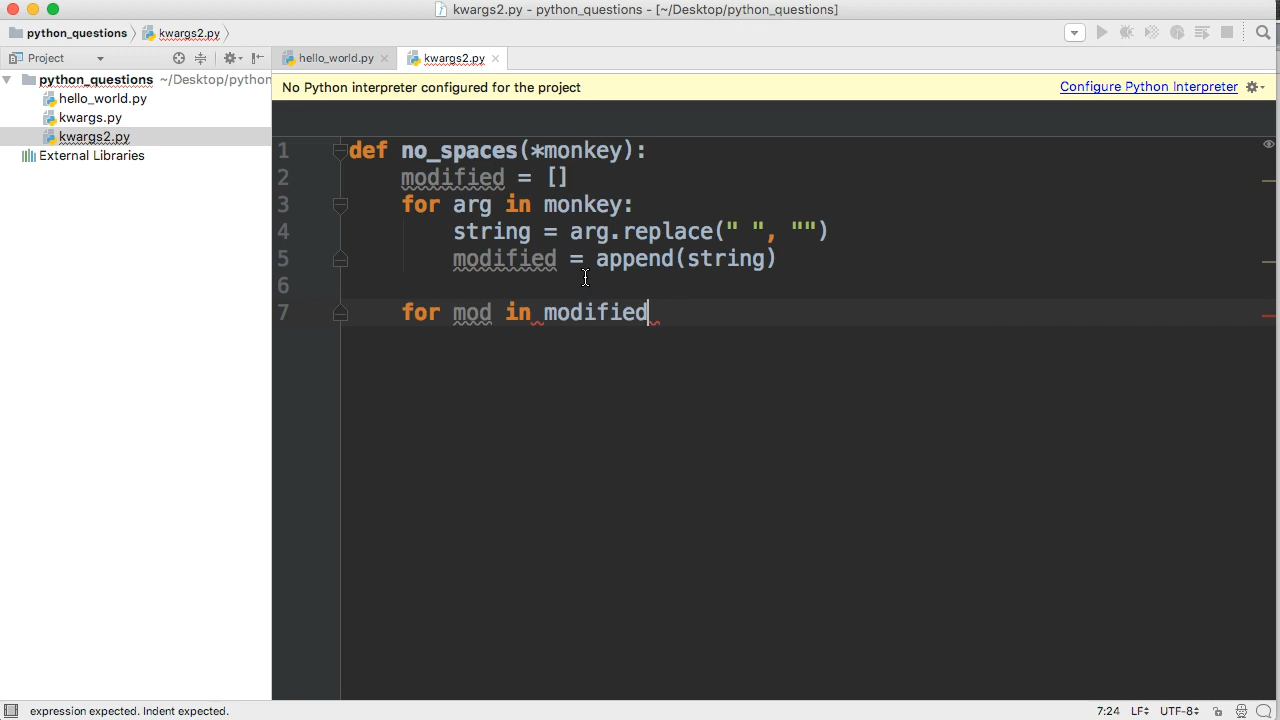 kwargs2.py - python_questions - [~/Desktop/python_questions]
python_questions kwargs2.py
Project
hello_world.py kwargs2.py
python_questions ~/Desktop/python
No Python interpreter configured for the project Configure Python Interpreter
hello_world.py
kwargs.py
kwargs2.py
External Libraries
1 def no_spaces(*monkey):
2 modified = []
3 for arg in monkey:
4 string = arg.replace(" ", "")
5 modified = append(string)
6
7 for mod in modified
expression expected. Indent expected. 7:24 LF UTF-8